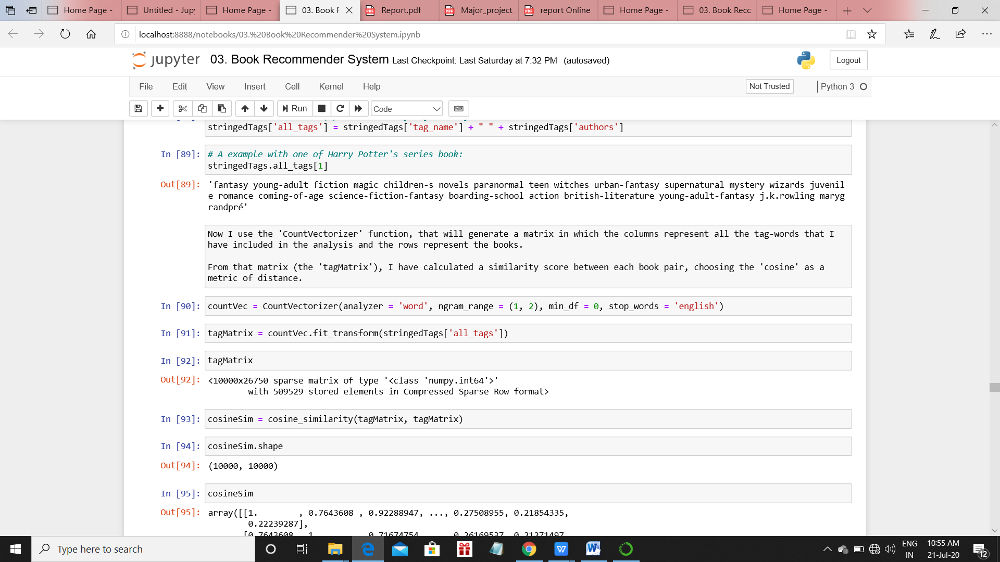 Home Page -
Untitled - Jupy
Home Page -
03. Book R
Report.pdf
Major_project
report Online
Home Page -
03. Book Recc
Home Page -
localhost:8888/notebooks/03.%20Book%20Recommender%20System.ipynb
jupyter 03. Book Recommender System Last Checkpoint: Last Saturday at 7:32 PM (autosaved)
Logout
File Edit View Insert Cell Kernel Help
Not Trusted
Python 3
Run
Code
stringedTags['all_tags'] = stringedTags['tag_name'] + " " + stringedTags['authors']
In [89]: # A example with one of Harry Potter's series book:
stringedTags.all_tags[1]
Out[89]: 'fantasy young-adult fiction magic children-s novels paranormal teen witches urban-fantasy supernatural mystery wizards juvenil
e romance coming-of-age science-fiction-fantasy boarding-school action british-literature young-adult-fantasy j.k.rowling maryg
randpré'
Now I use the 'CountVectorizer' function, that will generate a matrix in which the columns represent all the tag-words that I
have included in the analysis and the rows represent the books.
From that matrix (the 'tagMatrix'), I have calculated a similarity score between each book pair, choosing the 'cosine' as a
metric of distance.
In [90]: countVec = CountVectorizer(analyzer = 'word', ngram_range = (1, 2), min_df = 0, stop_words = 'english')
In [91]: tagMatrix = countVec.fit_transform(stringedTags['all_tags'])
In [92]: tagMatrix
Out[92]: <10000x26750 sparse matrix of type '<class 'numpy.int64'>'
with 509529 stored elements in Compressed Sparse Row format>
In [93]: cosineSim = cosine_similarity(tagMatrix, tagMatrix)
In [94]: cosineSim.shape
Out[94]: (10000, 10000)
In [95]: cosineSim
Out[95]: array([[1. , 0.7643608 , 0.92288947, ..., 0.27508955, 0.21854335,
0.22239287],
[0.7643608 , 1. , 0.71674754, ..., 0.26169537, 0.21271497,
Type here to search
ENG
IN
10:55 AM
21-Jul-20
12